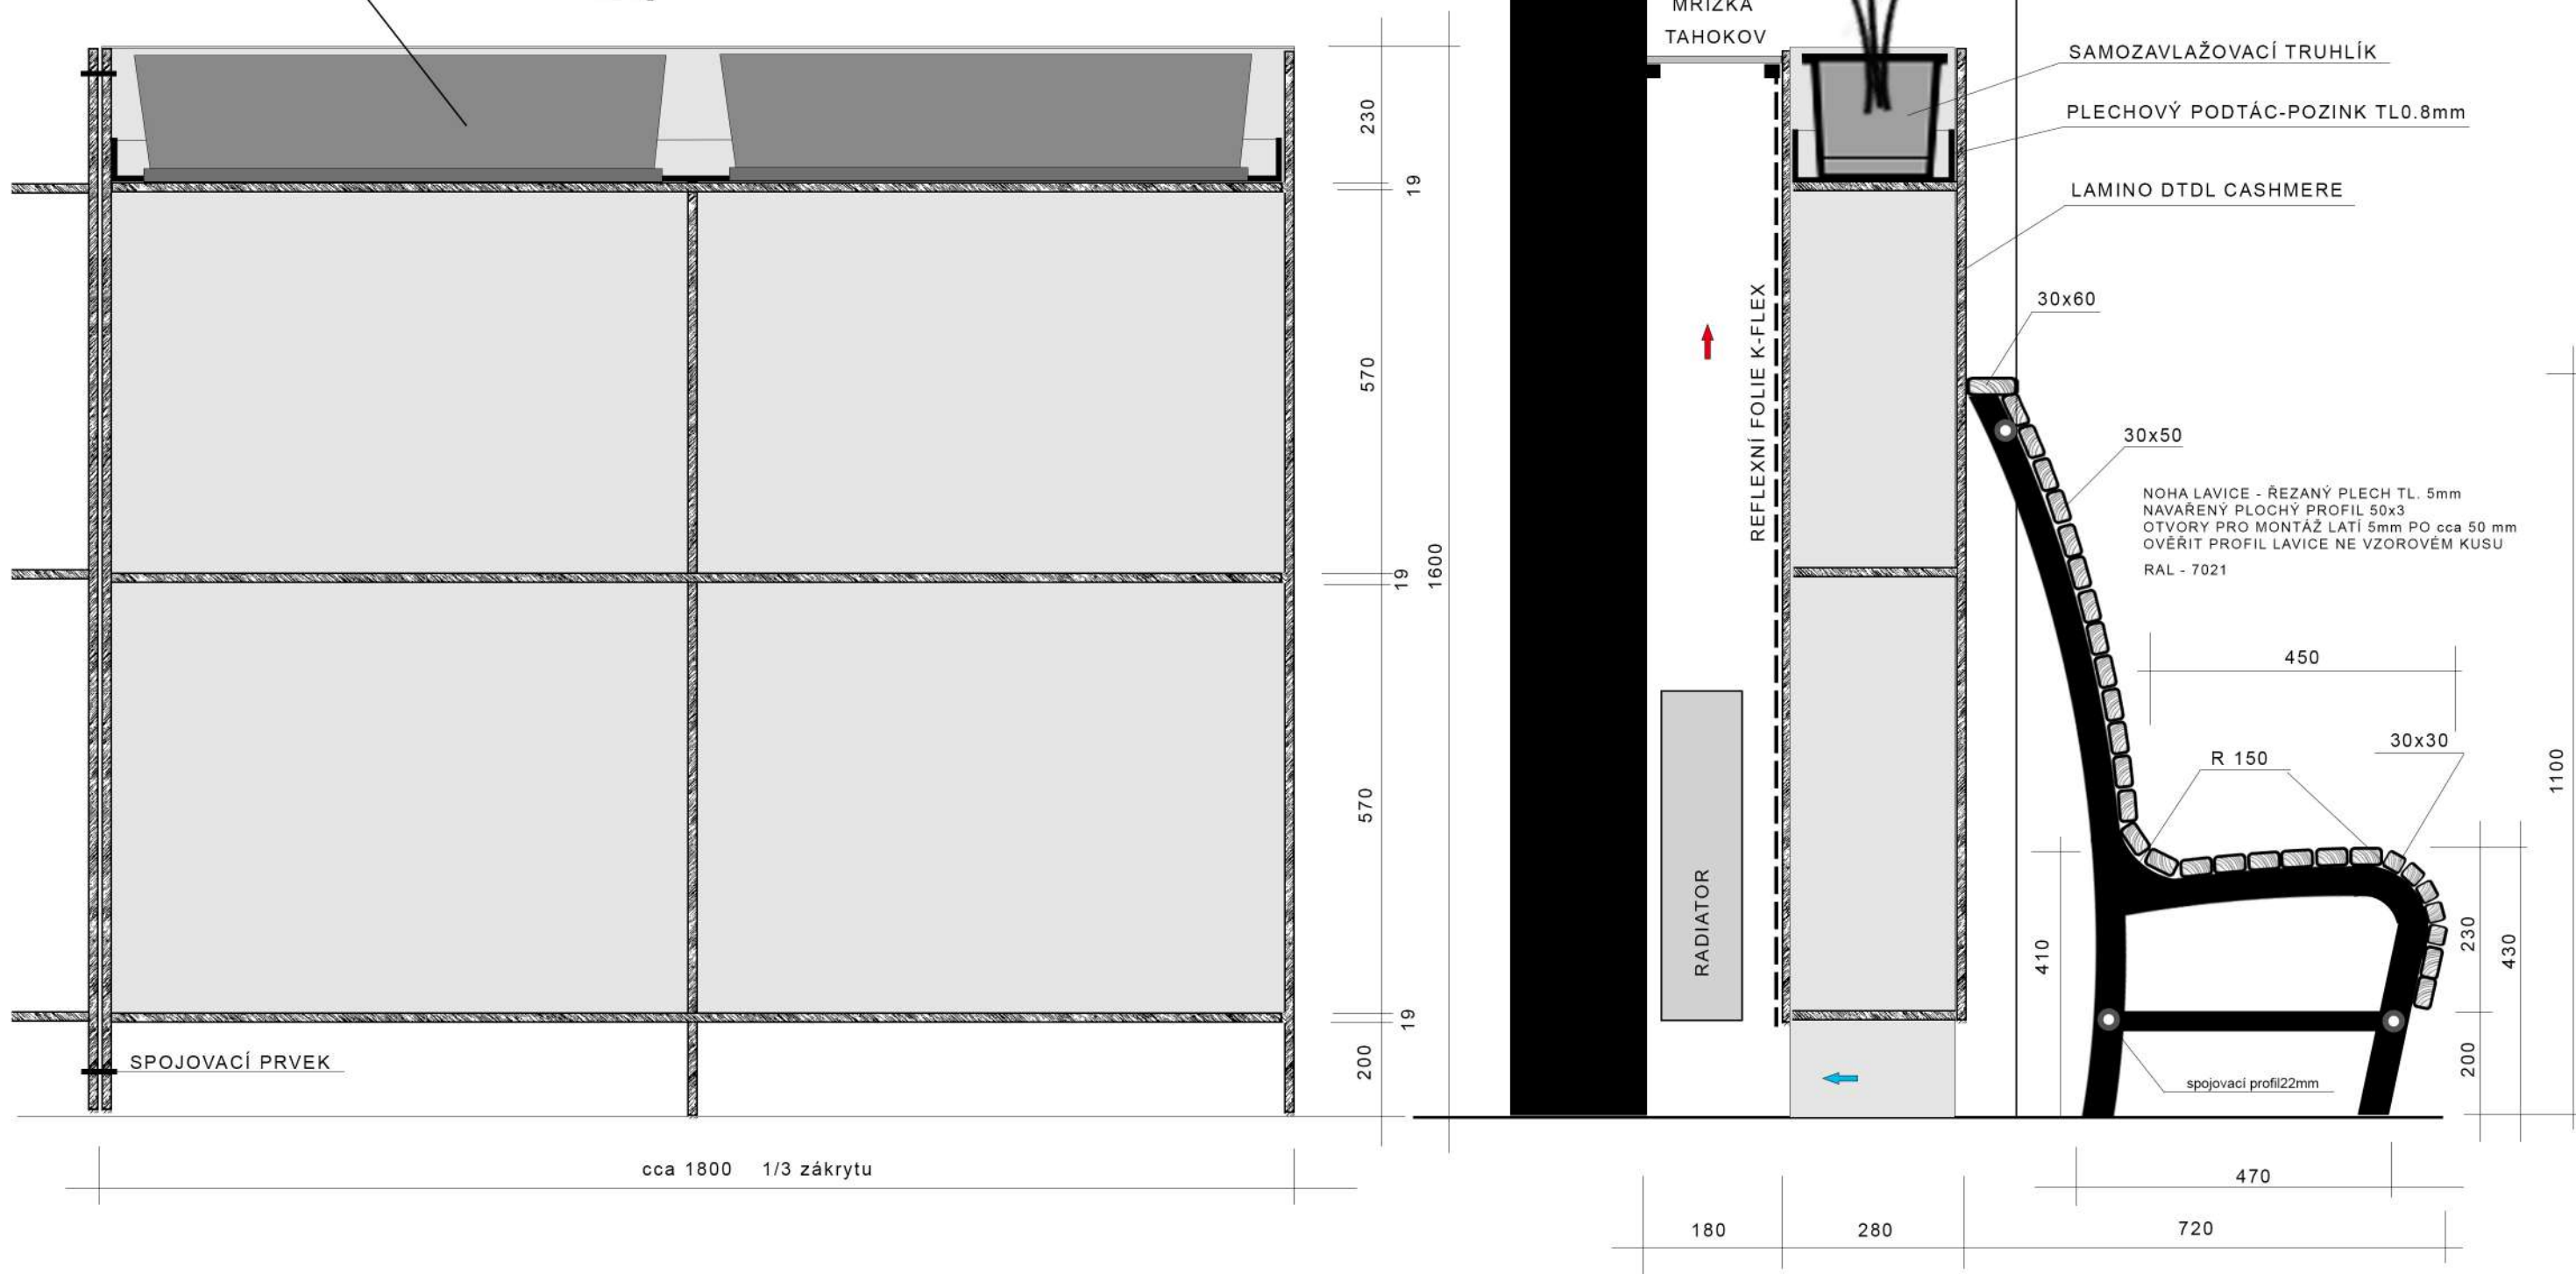 MŘÍŽKA
TAHOKOV
SAMOZAVLAŽOVACÍ TRUHLÍK
PLECHOVÝ PODTÁC-POZINK TL0.8mm
LAMINO DTDL CASHMERE
REFLEXNÍ FOLIE K-FLEX
30x60
30x50
NOHA LAVICE - ŘEZANÝ PLECH TL. 5mm
NAVAŘENÝ PLOCHÝ PROFIL 50x3
OTVORY PRO MONTÁŽ LATÍ 5mm PO cca 50 mm
OVĚŘIT PROFIL LAVICE NE VZOROVÉM KUSU
RAL - 7021
230
19
570
19
1600
570
19
200
450
30x30
R 150
1100
RADIATOR
410
230
430
200
SPOJOVACÍ PRVEK
spojovací profil22mm
cca 1800 1/3 zákrytu
470
180
280
720